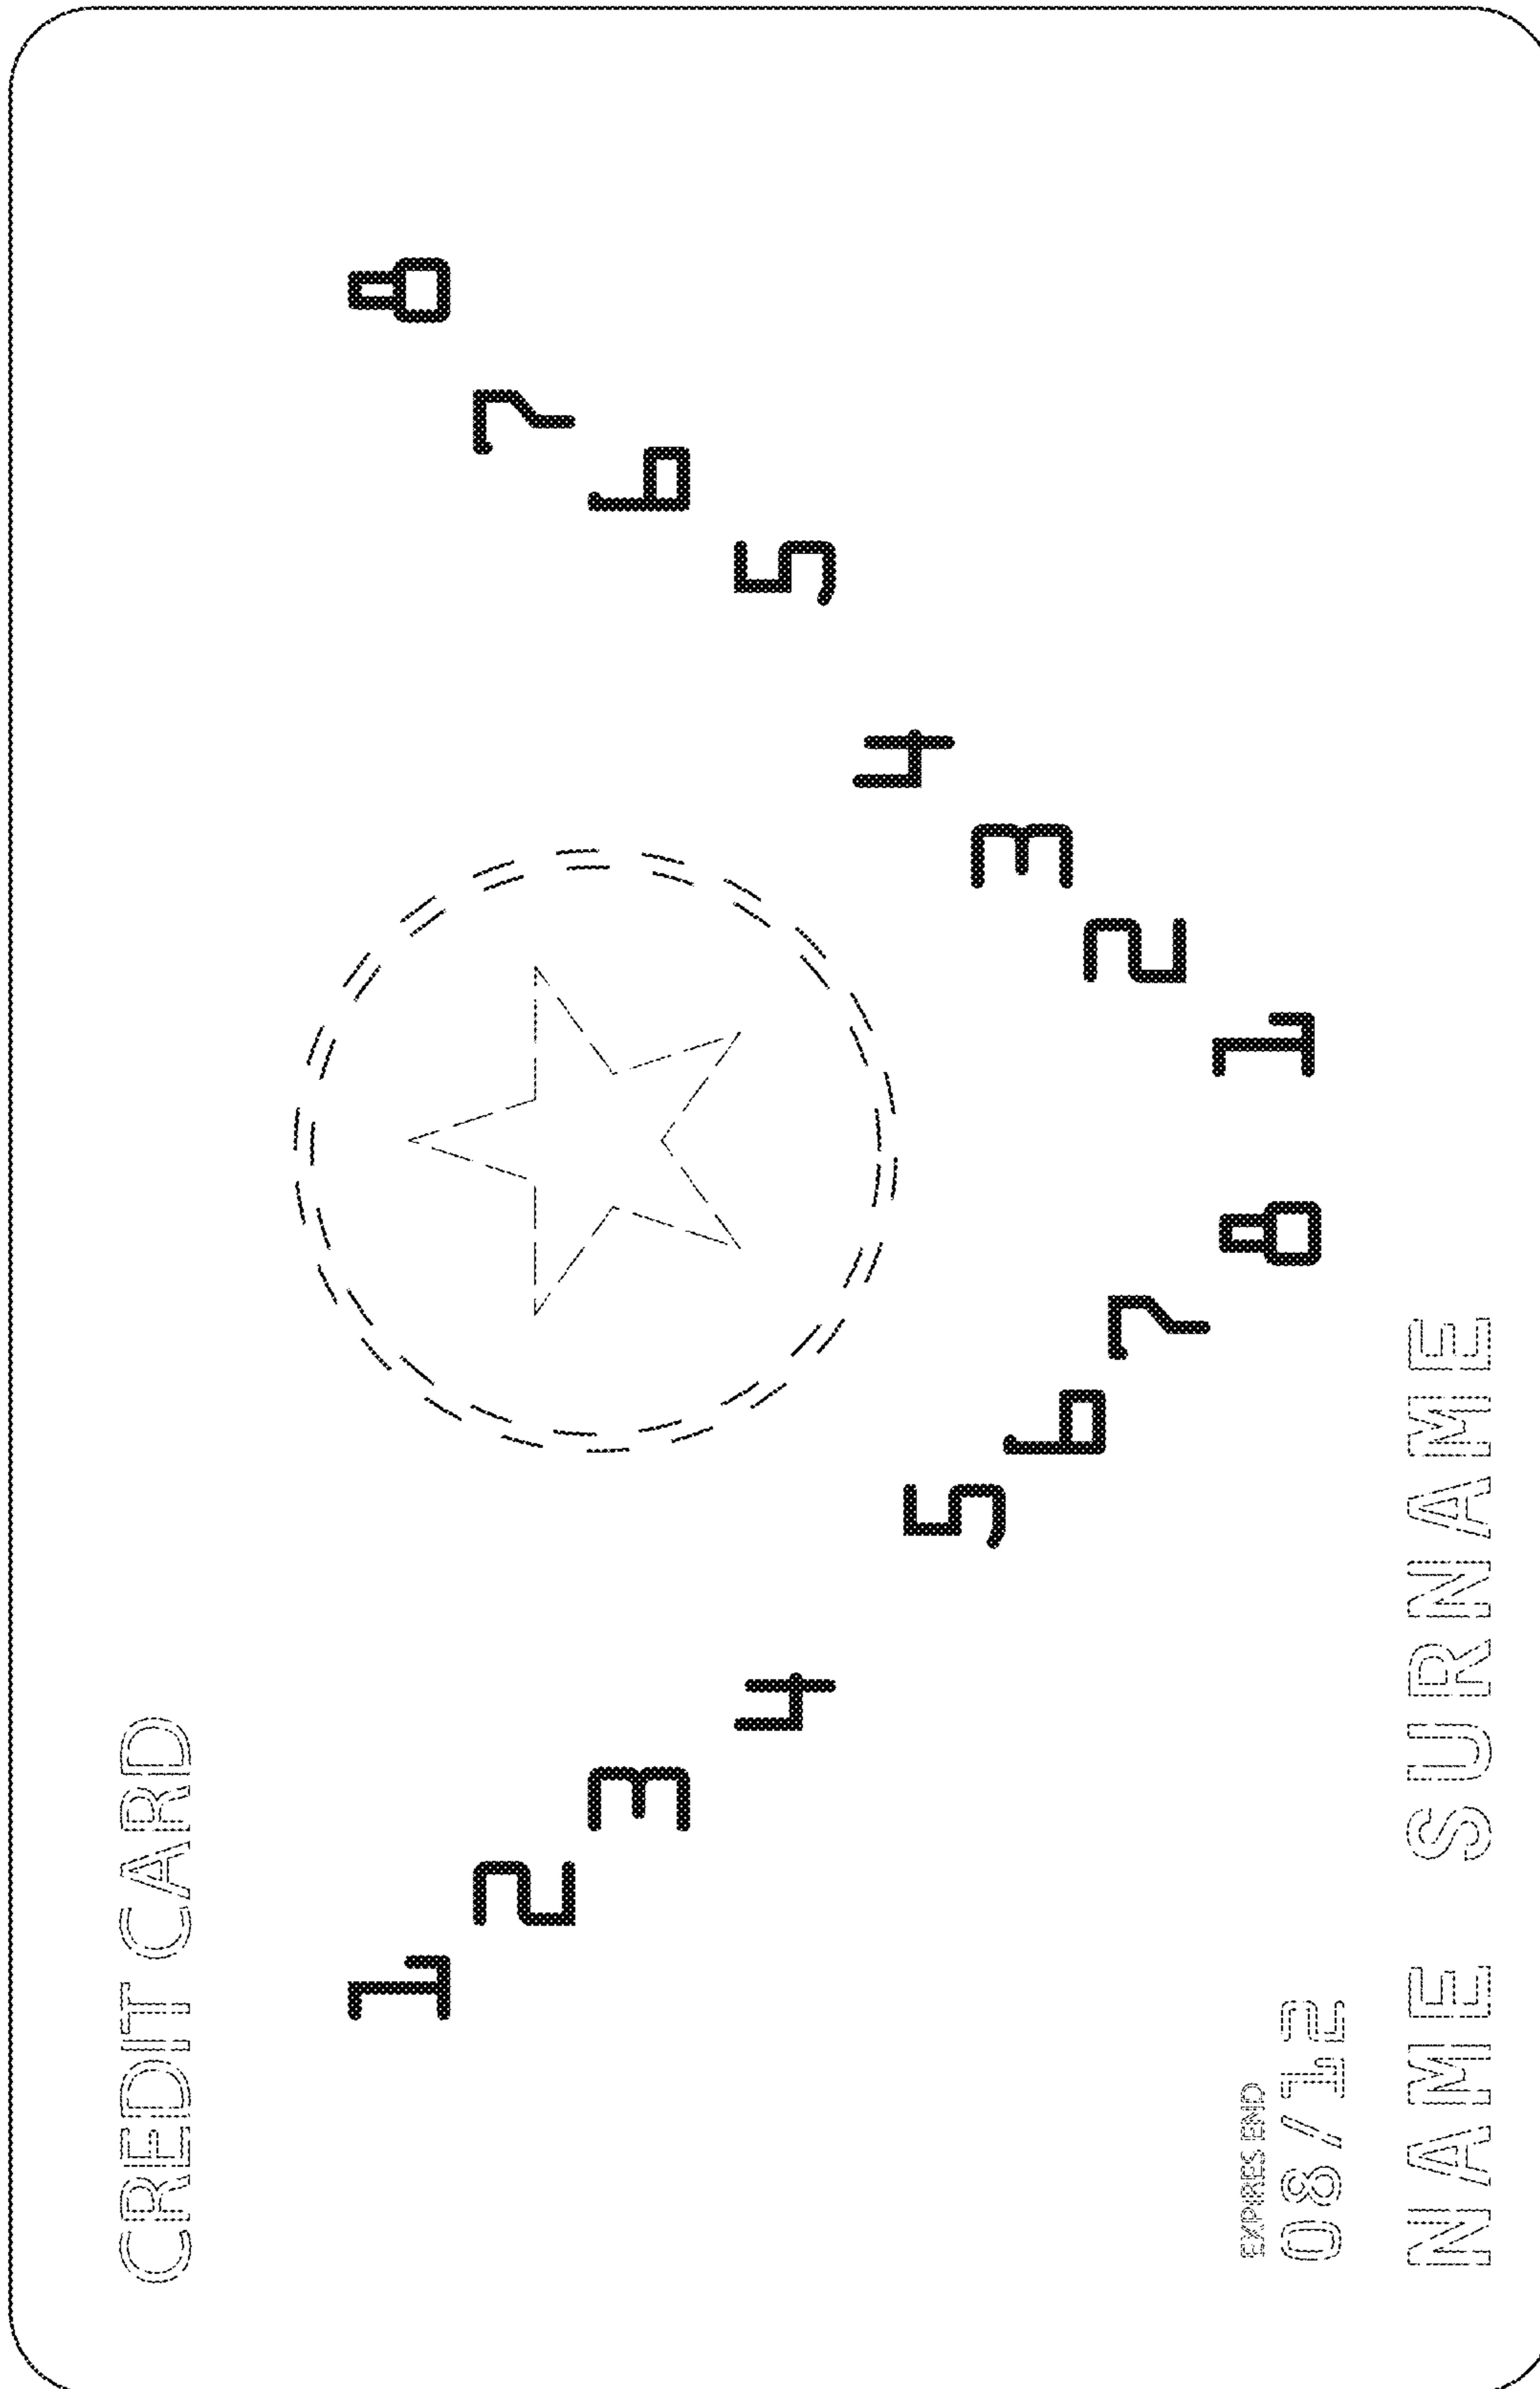 CREDIT CARD
1234 5678 1234 5678
EXPIRES END
08/12
NAME SURNAME